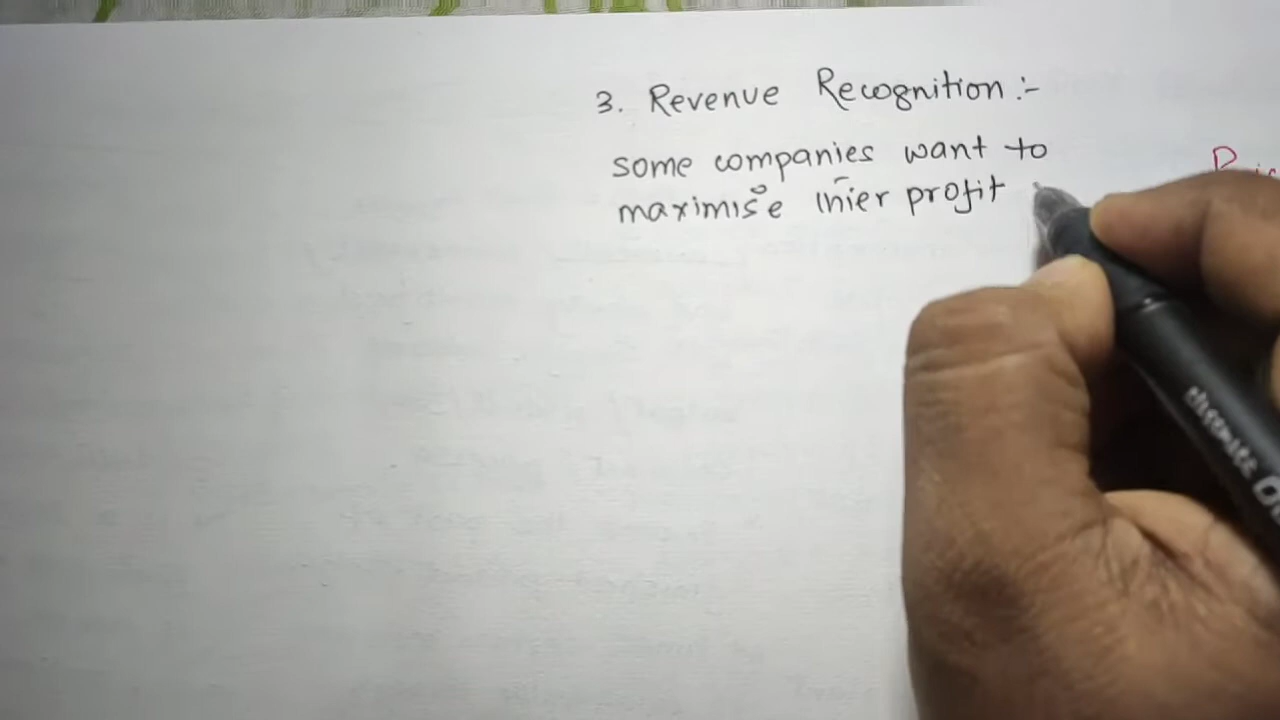 3. Revenue Recognition :-
some companies want to
maximise thier profit